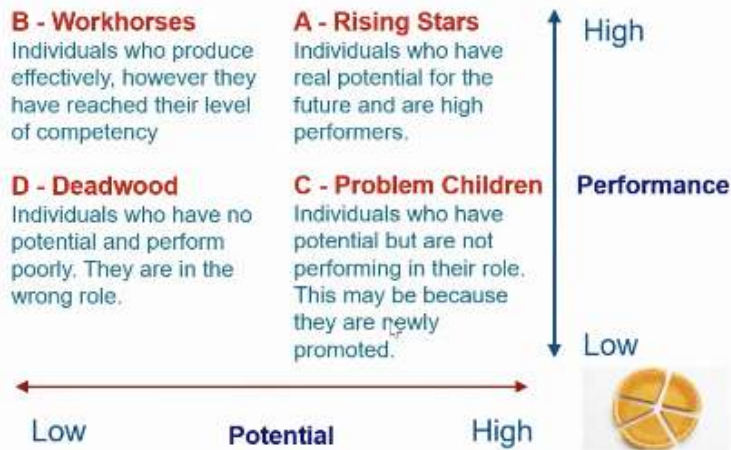 B - Workhorses
Individuals who produce
effectively, however they
have reached their level
of competency
A - Rising Stars
Individuals who have
real potential for the
future and are high
performers.
High
D - Deadwood
Individuals who have no
potential and perform
poorly. They are in the
wrong role.
C - Problem Children
Individuals who have
potential but are not
performing in their role.
This may be because
they are newly
promoted.
Performance
Low
Low
Potential
High